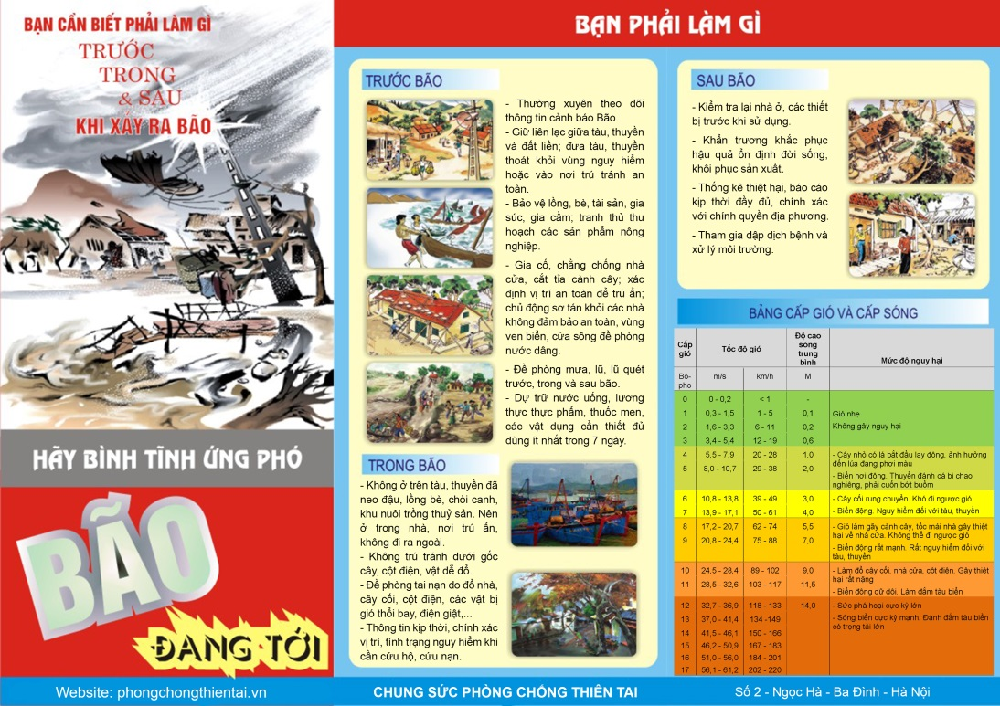 BẠN CẦN BIẾT PHẢI LÀM GÌ
TRƯỚC
TRONG
& SAU
KHI XẢY RA BÃO
HÃY BÌNH TĨNH ỨNG PHÓ
BÃO
ĐANG TỚI
Website: phongchongthientai.vn
BẠN PHẢI LÀM GÌ
TRƯỚC BÃO
- Thường xuyên theo dõi
thông tin cảnh báo Bão.
- Giữ liên lạc giữa tàu, thuyền
và đất liền; đưa tàu, thuyền
thoát khỏi vùng nguy hiểm
hoặc vào nơi trú tránh an
toàn.
- Bảo vệ lồng, bè, tài sản, gia
súc, gia cầm; tranh thủ thu
hoạch các sản phẩm nông
nghiệp.
- Gia cố, chằng chống nhà
cửa, cắt tỉa cành cây; xác
định vị trí an toàn để trú ẩn;
chủ động sơ tán khỏi các nhà
không đảm bảo an toàn, vùng
ven biển, cửa sông đề phòng
nước dâng.
- Đề phòng mưa, lũ, lũ quét
trước, trong và sau bão.
- Dự trữ nước uống, lương
thực thực phẩm, thuốc men,
các vật dụng cần thiết đủ
dùng ít nhất trong 7 ngày.
TRONG BÃO
- Không ở trên tàu, thuyền đã
neo đậu, lồng bè, chòi canh,
khu nuôi trồng thuỷ sản. Nên
ở trong nhà, nơi trú ẩn,
không đi ra ngoài.
- Không trú tránh dưới gốc
cây, cột điện, vật dễ đổ.
- Đề phòng tai nạn do đổ nhà,
cây cối, cột điện, các vật bị
gió thổi bay, điện giật,...
- Thông tin kịp thời, chính xác
vị trí, tình trạng nguy hiểm khi
cần cứu hộ, cứu nạn.
CHUNG SỨC PHÒNG CHỐNG THIÊN TAI
SAU BÃO
- Kiểm tra lại nhà ở, các thiết
bị trước khi sử dụng.
- Khẩn trương khắc phục
hậu quả ổn định đời sống,
khôi phục sản xuất.
- Thống kê thiệt hại, báo cáo
kịp thời đầy đủ, chính xác
với chính quyền địa phương.
- Tham gia dập dịch bệnh và
xử lý môi trường.
BẢNG CẤP GIÓ VÀ CẤP SÓNG
Cấp gió Tốc độ gió Độ cao sóng trung bình Mức độ nguy hại
Bô-pho m/s km/h M
0 0 - 0,2 < 1 -
1 0,3 - 1,5 1 - 5 0,1 Gió nhẹ
2 1,6 - 3,3 6 - 11 0,2 Không gây nguy hại
3 3,4 - 5,4 12 - 19 0,6
4 5,5 - 7,9 20 - 28 1,0 - Cây nhỏ có lá bắt đầu lay động, ảnh hưởng
đến lúa đang phơi màu
5 8,0 - 10,7 29 - 38 2,0 - Biển hơi động. Thuyền đánh cá bị chao
nghiêng, phải cuốn bớt buồm
6 10,8 - 13,8 39 - 49 3,0 - Cây cối rung chuyển. Khó đi ngược gió
7 13,9 - 17,1 50 - 61 4,0 - Biển động. Nguy hiểm đối với tàu, thuyền
8 17,2 - 20,7 62 - 74 5,5 - Gió làm gãy cành cây, tốc mái nhà gây thiệt
hại về nhà cửa. Không thể đi ngược gió
9 20,8 - 24,4 75 - 88 7,0 - Biển động rất mạnh. Rất nguy hiểm đối với
tàu, thuyền
10 24,5 - 28,4 89 - 102 9,0 - Làm đổ cây cối, nhà cửa, cột điện. Gây thiệt
hại rất nặng
11 28,5 - 32,6 103 - 117 11,5 - Biển động dữ dội. Làm đắm tàu biển
12 32,7 - 36,9 118 - 133 14,0 - Sức phá hoại cực kỳ lớn
13 37,0 - 41,4 134 -149 - Sóng biển cực kỳ mạnh. Đánh đắm tàu biển
có trọng tải lớn
14 41,5 - 46,1 150 - 166
15 46,2 - 50,9 167 - 183
16 51,0 - 56,0 184 - 201
17 56,1 - 61,2 202 - 220
Số 2 - Ngọc Hà - Ba Đình - Hà Nội